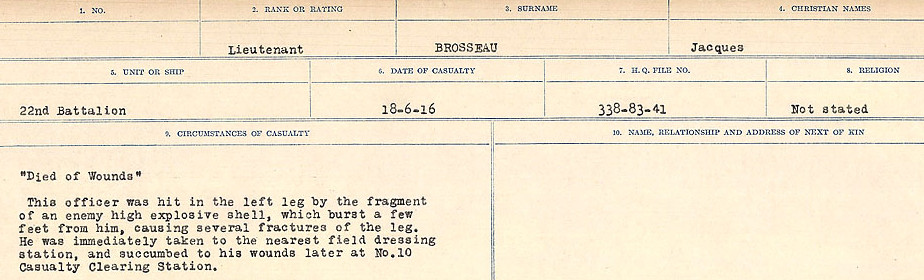 1. NO. 2. RANK OR RATING 3. SURNAME 4. CHRISTIAN NAMES
Lieutenant BROSSEAU Jacques
5. UNIT OR SHIP 6. DATE OF CASUALTY 7. H. Q. FILE NO. 8. RELIGION
22nd Battalion 18-6-16 338-83-41 Not stated
9. CIRCUMSTANCES OF CASUALTY 10. NAME, RELATIONSHIP AND ADDRESS OF NEXT OF KIN
"Died of Wounds"
This officer was hit in the left leg by the fragment
of an enemy high explosive shell, which burst a few
feet from him, causing several fractures of the leg.
He was immediately taken to the nearest field dressing
station, and succumbed to his wounds later at No.10
Casualty Clearing Station.